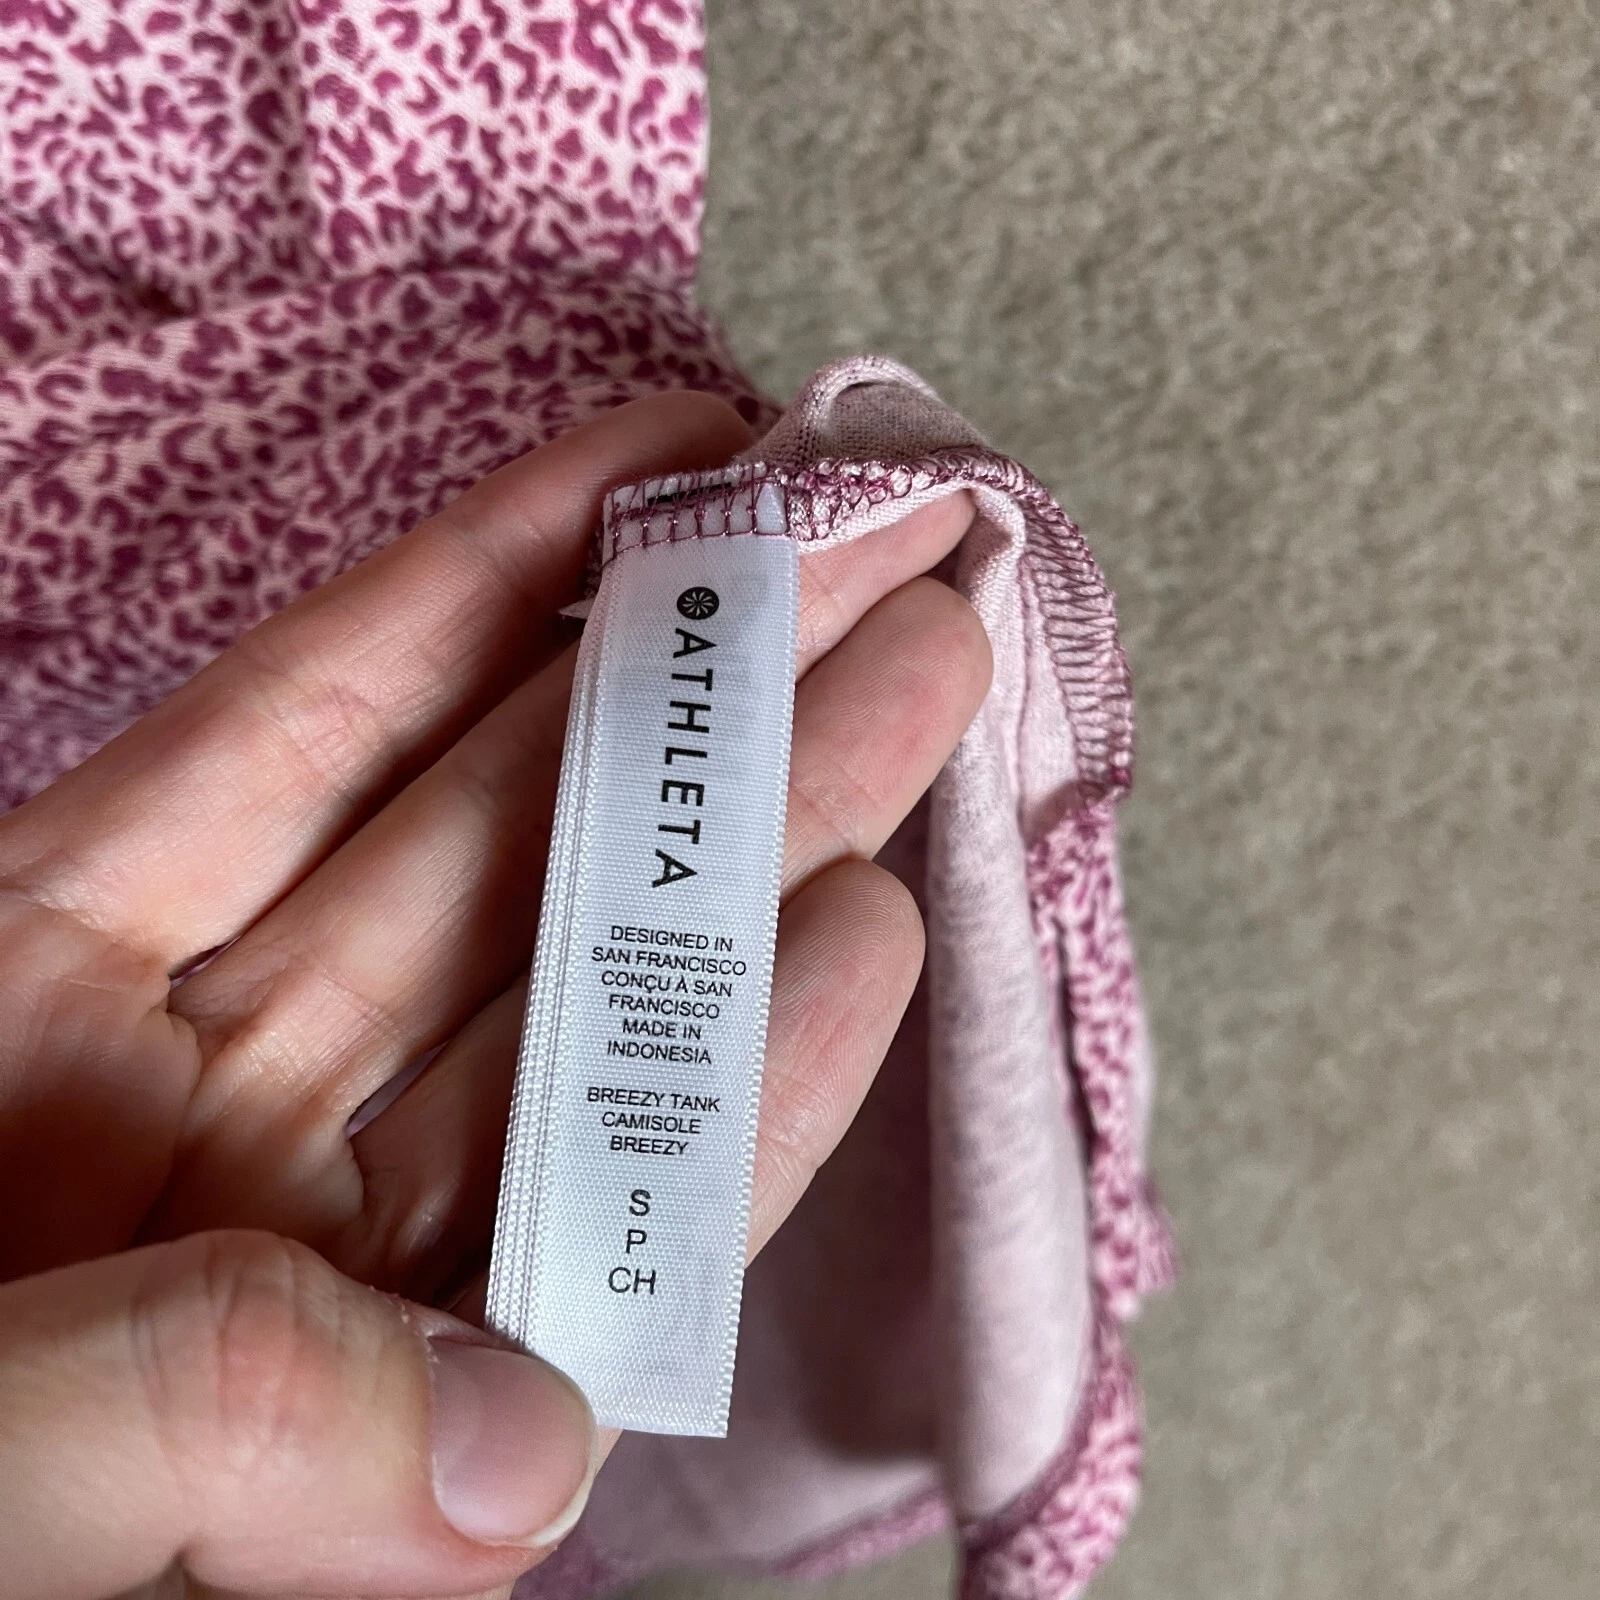 ATHLETA
DESIGNED IN
SAN FRANCISCO
CONÇU À SAN
FRANCISCO
MADE IN
INDONESIA
BREEZY TANK
CAMISOLE
BREEZY
S
P
CH